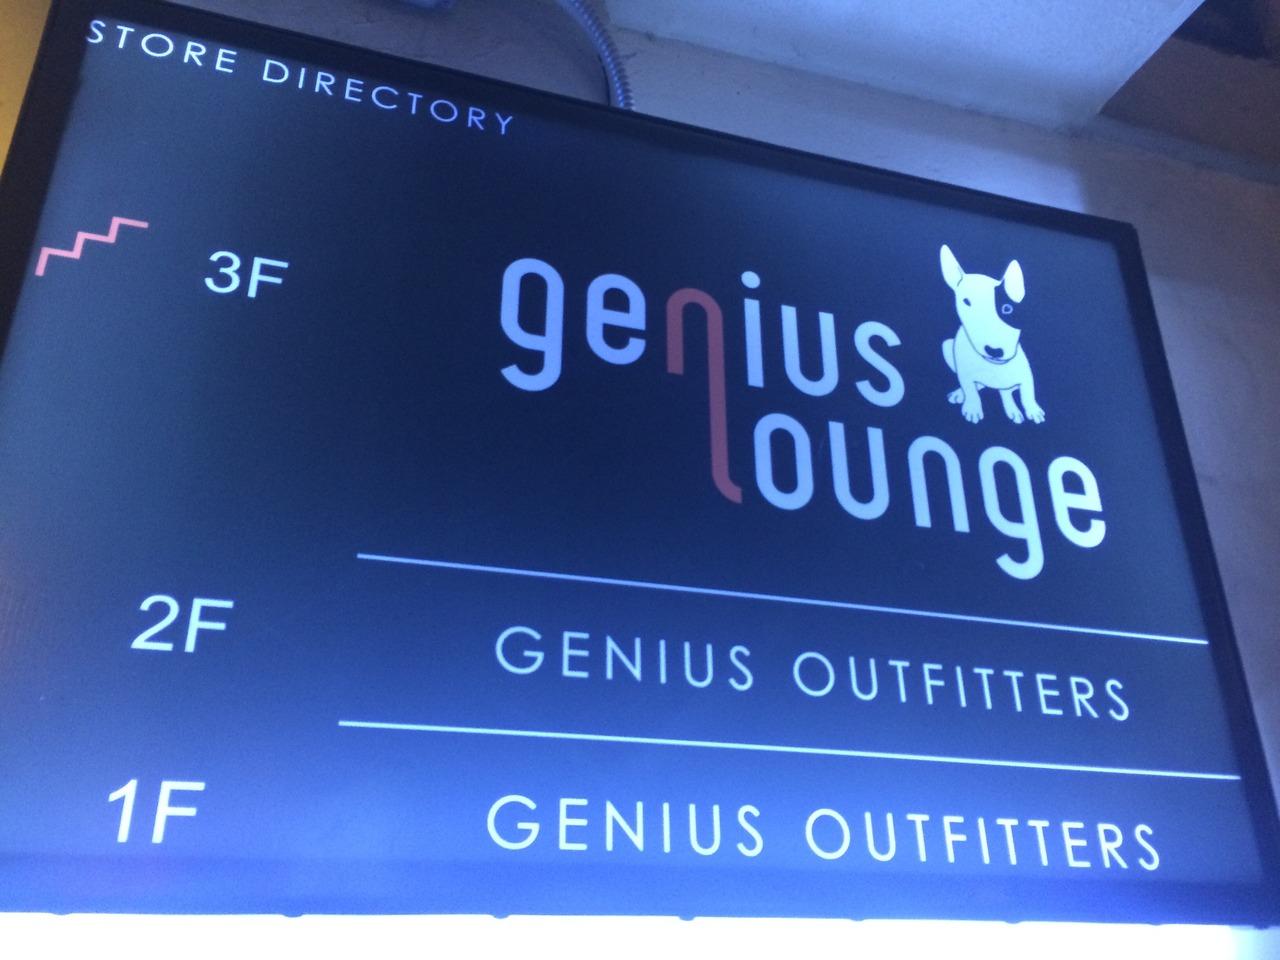 STORE DIRECTORY
3F
genius
lounge
2F GENIUS OUTFITTERS
1F GENIUS OUTFITTERS